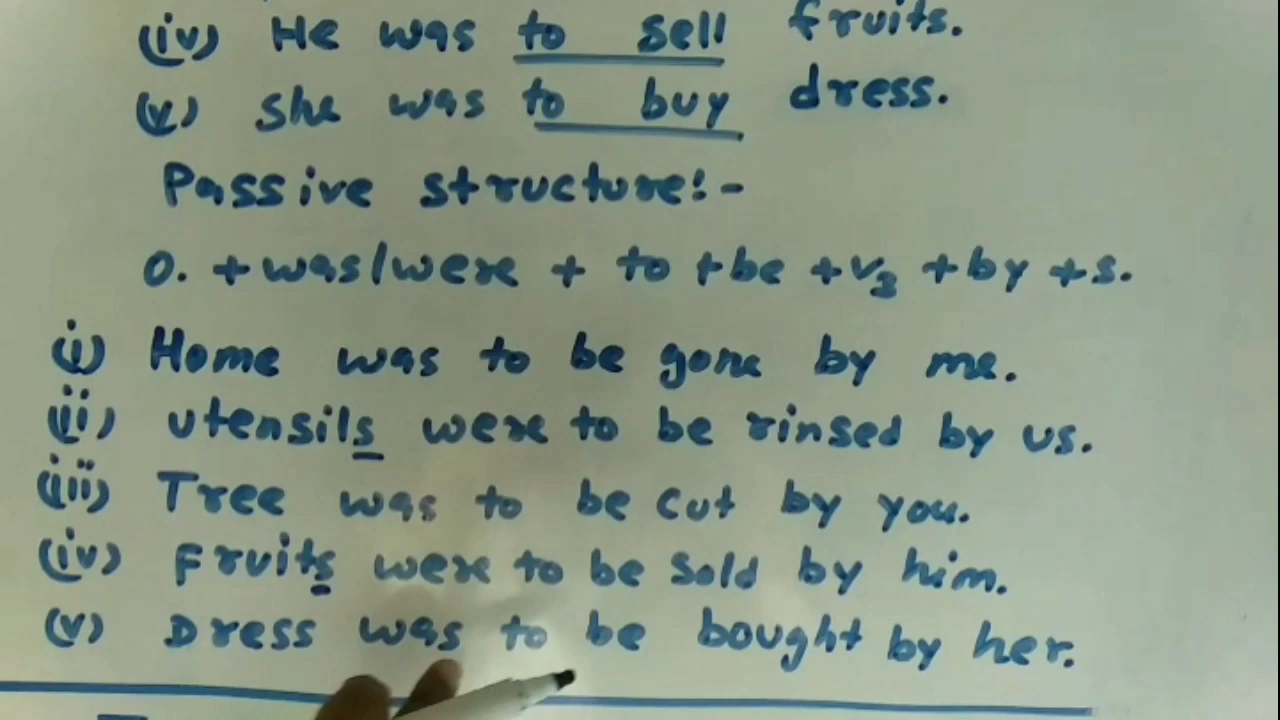 (iv) He was to sell fruits.
(v) She was to buy dress.
Passive structure:-
O. + was/were + to + be + v3 + by + s.
(i) Home was to be gone by me.
(ii) utensils were to be rinsed by us.
(iii) Tree was to be cut by you.
(iv) Fruits were to be sold by him.
(v) Dress was to be bought by her.